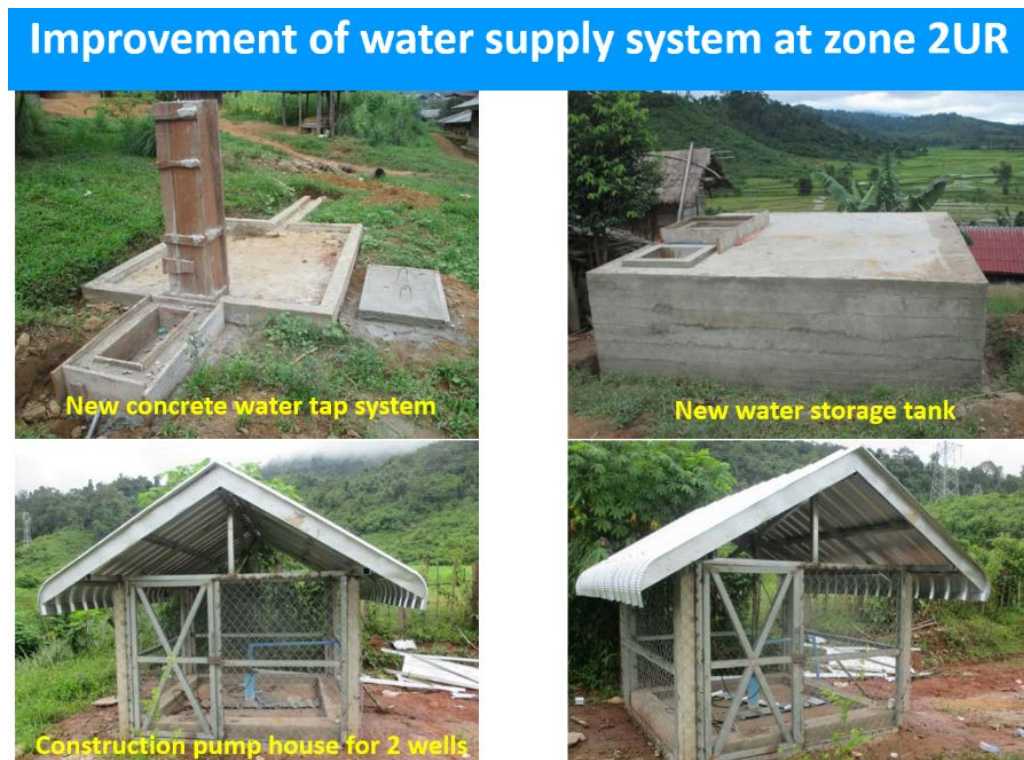 Improvement of water supply system at zone 2UR
New concrete water tap system
New water storage tank
Construction pump house for 2 wells